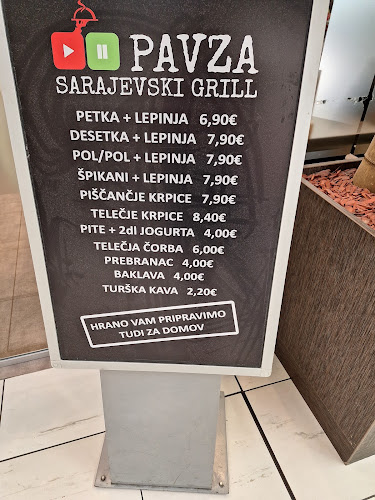 PAVZA
SARAJEVSKI GRILL
PETKA + LEPINJA 6,90€
DESETKA + LEPINJA 7,90€
POL/POL + LEPINJA 7,90€
ŠPIKANI + LEPINJA 7,90€
PIŠČANČJE KRPICE 7,90€
TELEČJE KRPICE 8,40€
PITE + 2dl JOGURTA 4,00€
TELEČJA ČORBA 6,00€
PREBRANAC 4,00€
BAKLAVA 4,00€
TURŠKA KAVA 2,20€
HRANO VAM PRIPRAVIMO
TUDI ZA DOMOV